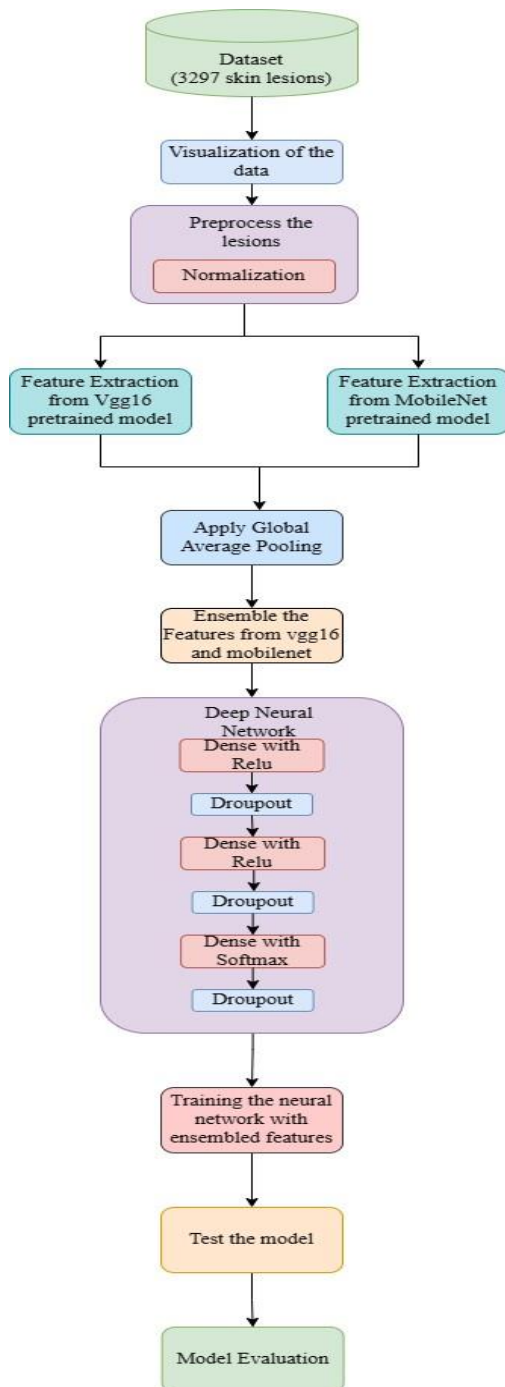 Dataset
(3297 skin lesions)
Visualization of the
data
Preprocess the
lesions
Normalization
Feature Extraction
from Vgg16
pretrained model
Feature Extraction
from MobileNet
pretrained model
Apply Global
Average Pooling
Ensemble the
Features from vgg16
and mobilenet
Deep Neural
Network
Dense with
Relu
Droupout
Dense with
Relu
Droupout
Dense with
Softmax
Droupout
Training the neural
network with
ensembled features
Test the model
Model Evaluation